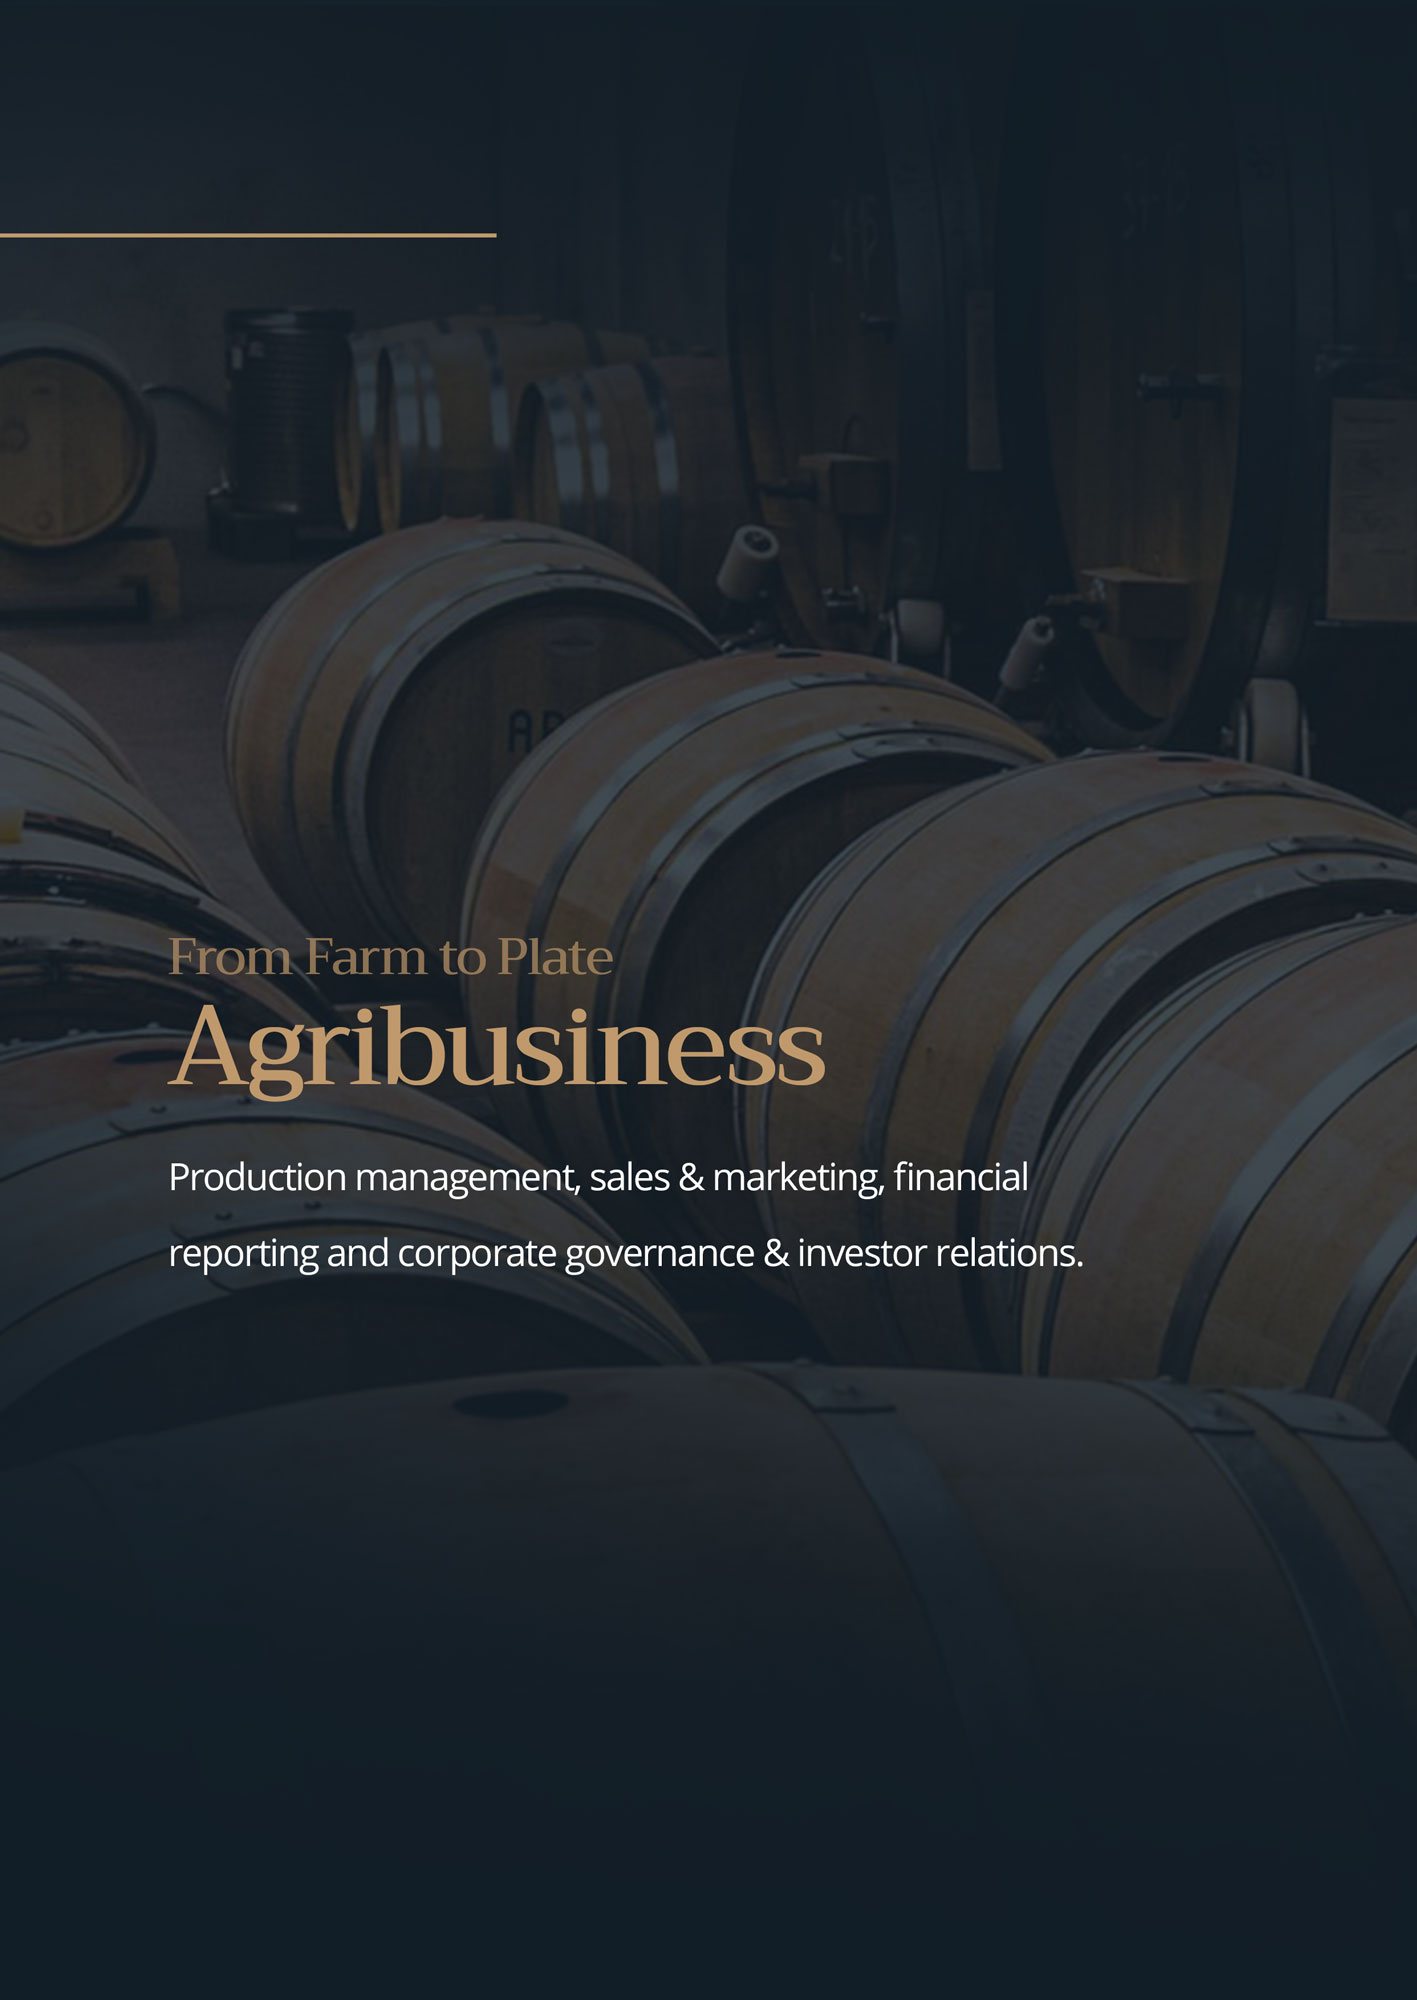 From Farm to Plate
Agribusiness
Production management, sales & marketing, financial
reporting and corporate governance & investor relations.